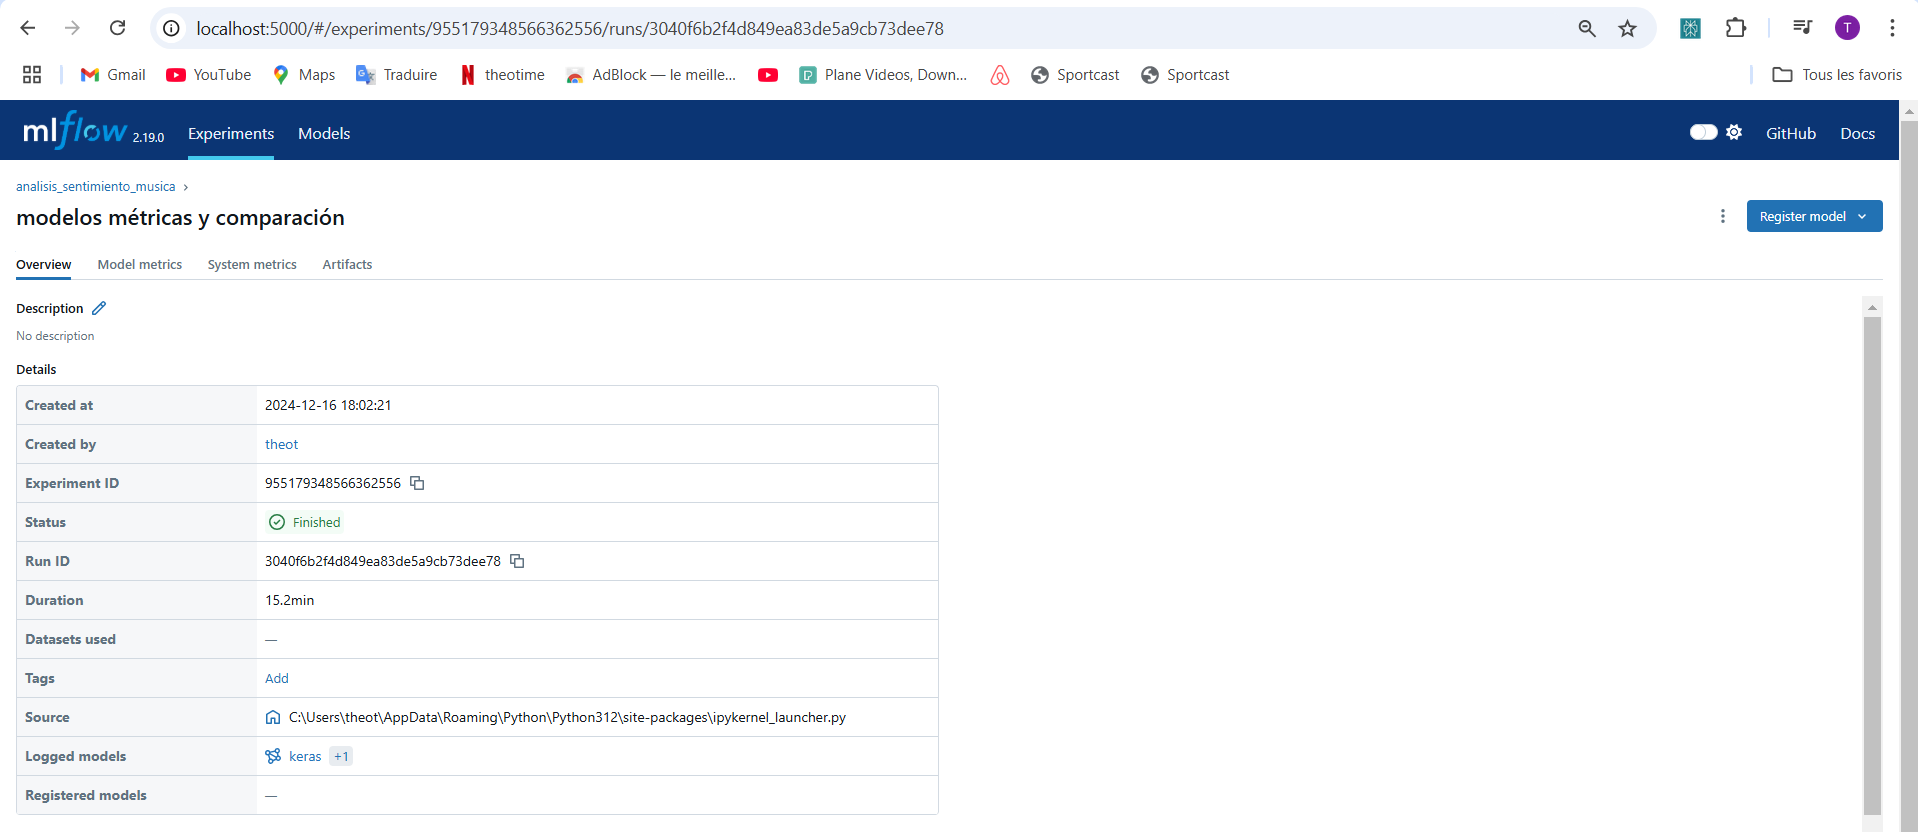 localhost:5000/#/experiments/955179348566362556/runs/3040f6b2f4d849ea83de5a9cb73dee78
T
Gmail YouTube Maps Traduire theotime AdBlock — le meille... Plane Videos, Down... Sportcast Sportcast Tous les favoris
mlflow 2.19.0 Experiments Models GitHub Docs
analisis_sentimiento_musica ›
modelos métricas y comparación
Register model
Overview Model metrics System metrics Artifacts
Description
No description
Details
Created at 2024-12-16 18:02:21
Created by theot
Experiment ID 955179348566362556
Status Finished
Run ID 3040f6b2f4d849ea83de5a9cb73dee78
Duration 15.2min
Datasets used —
Tags Add
Source C:\Users\theot\AppData\Roaming\Python\Python312\site-packages\ipykernel_launcher.py
Logged models keras +1
Registered models —